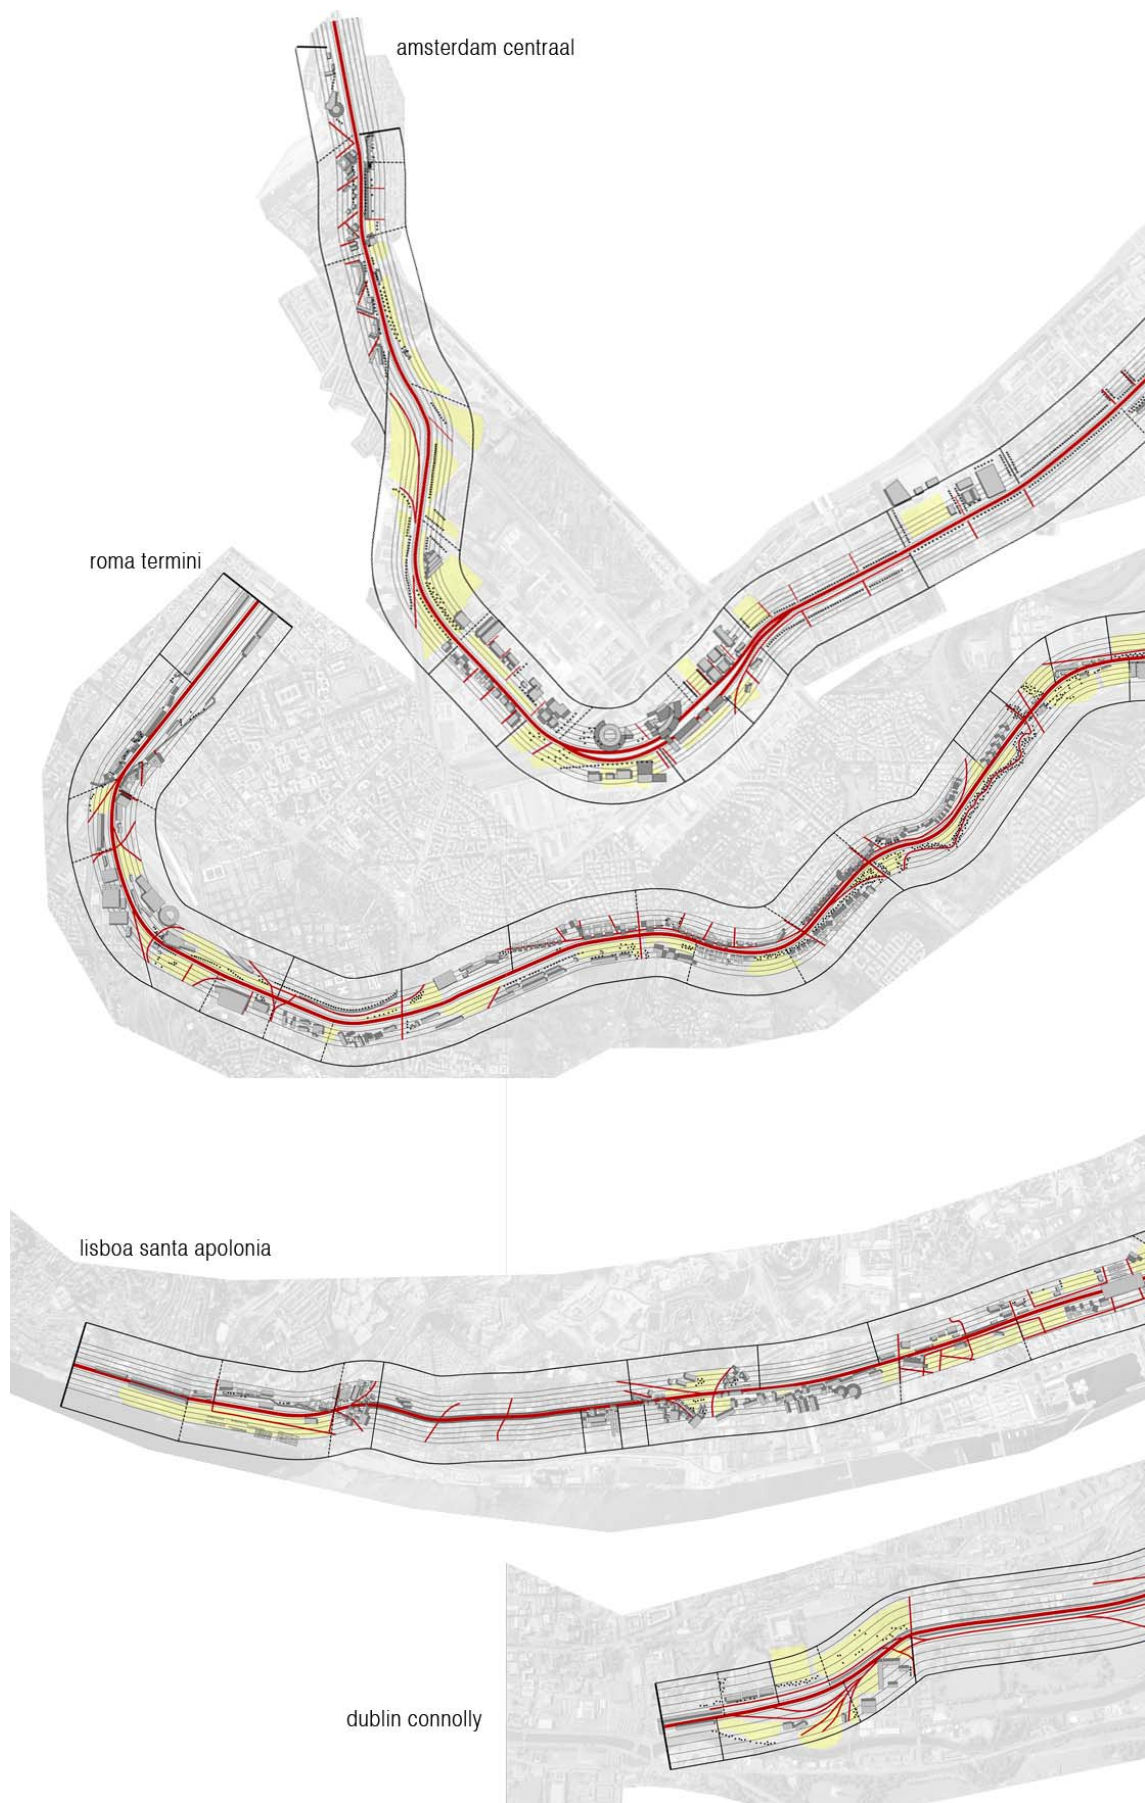 amsterdam centraal
roma termini
lisboa santa apolonia
dublin connolly